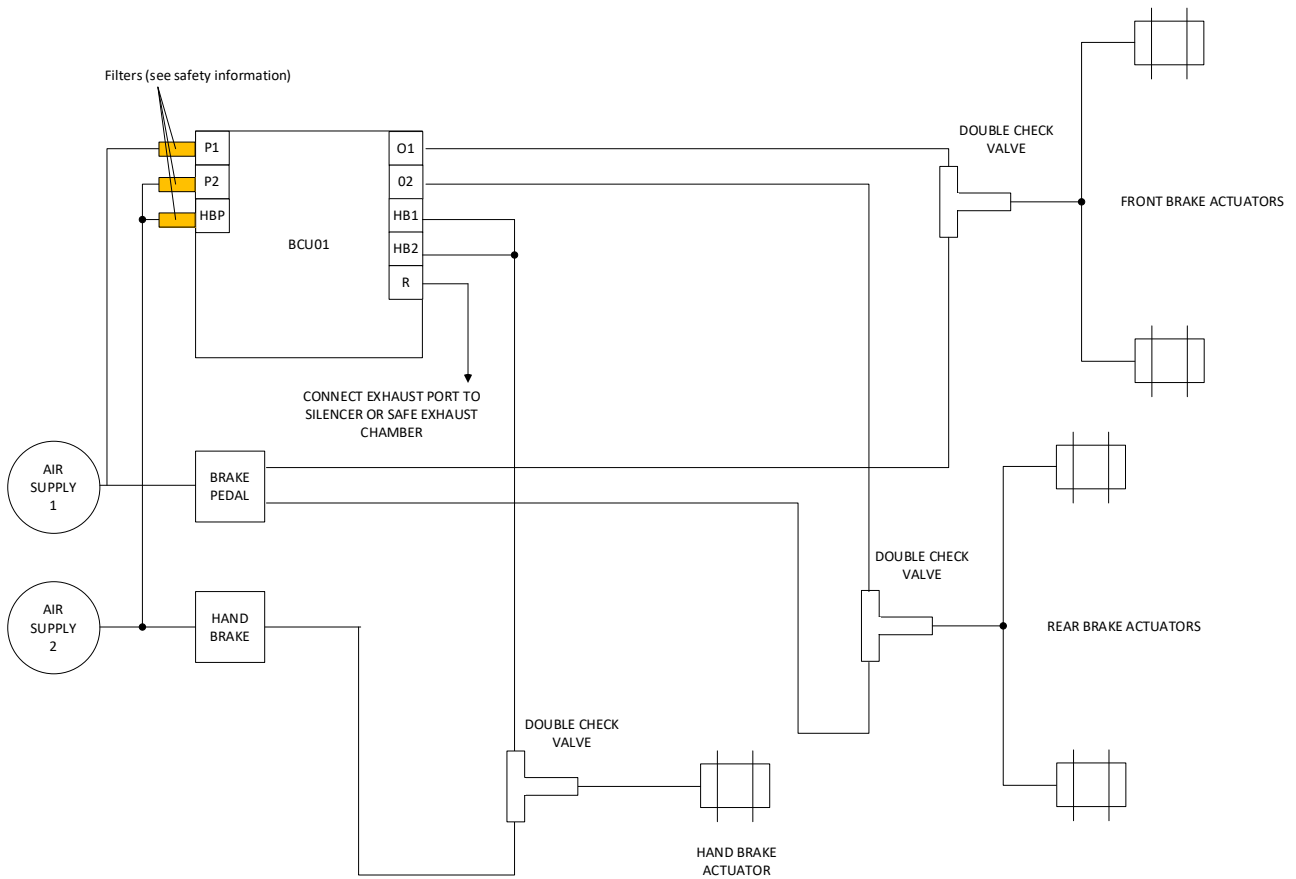 Filters (see safety information)
P1
P2
HBP
BCU01
O1
02
HB1
HB2
R
CONNECT EXHAUST PORT TO
SILENCER OR SAFE EXHAUST
CHAMBER
DOUBLE CHECK
VALVE
FRONT BRAKE ACTUATORS
AIR
SUPPLY
1
BRAKE
PEDAL
AIR
SUPPLY
2
HAND
BRAKE
DOUBLE CHECK
VALVE
REAR BRAKE ACTUATORS
DOUBLE CHECK
VALVE
HAND BRAKE
ACTUATOR